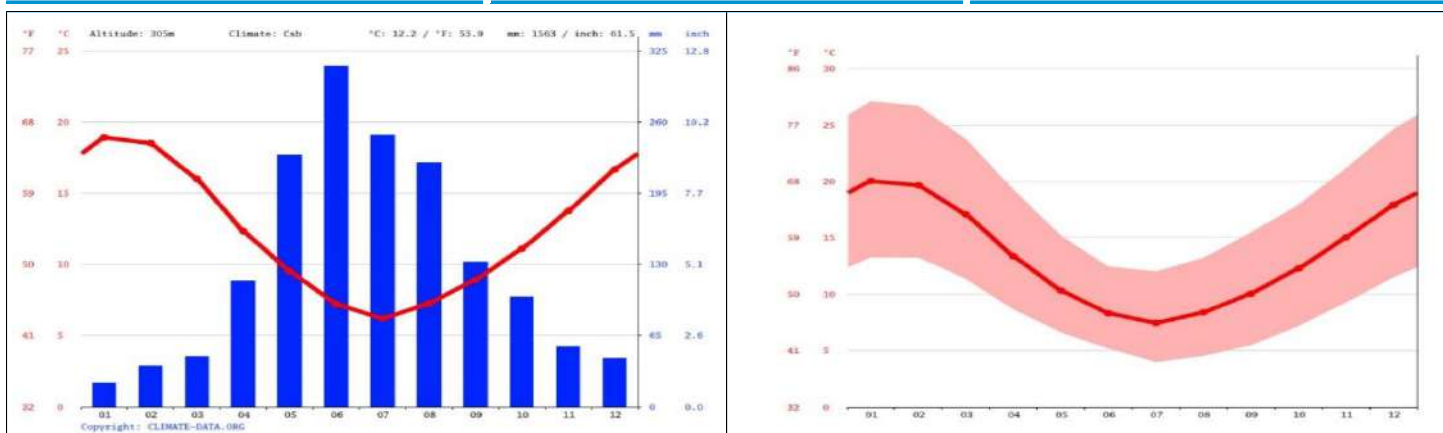 °F °C Altitude: 305m Climate: Csb °C: 12.2 / °F: 53.9 mm: 1563 / inch: 61.5 mm inch
77 25 325 12.8
68 20 260 10.2
59 15 195 7.7
50 10 130 5.1
41 5 65 2.6
32 0 0 0.0
01 02 03 04 05 06 07 08 09 10 11 12
Copyright: CLIMATE-DATA.ORG
°F °C
86 30
77 25
68 20
59 15
50 10
41 5
32 0
01 02 03 04 05 06 07 08 09 10 11 12